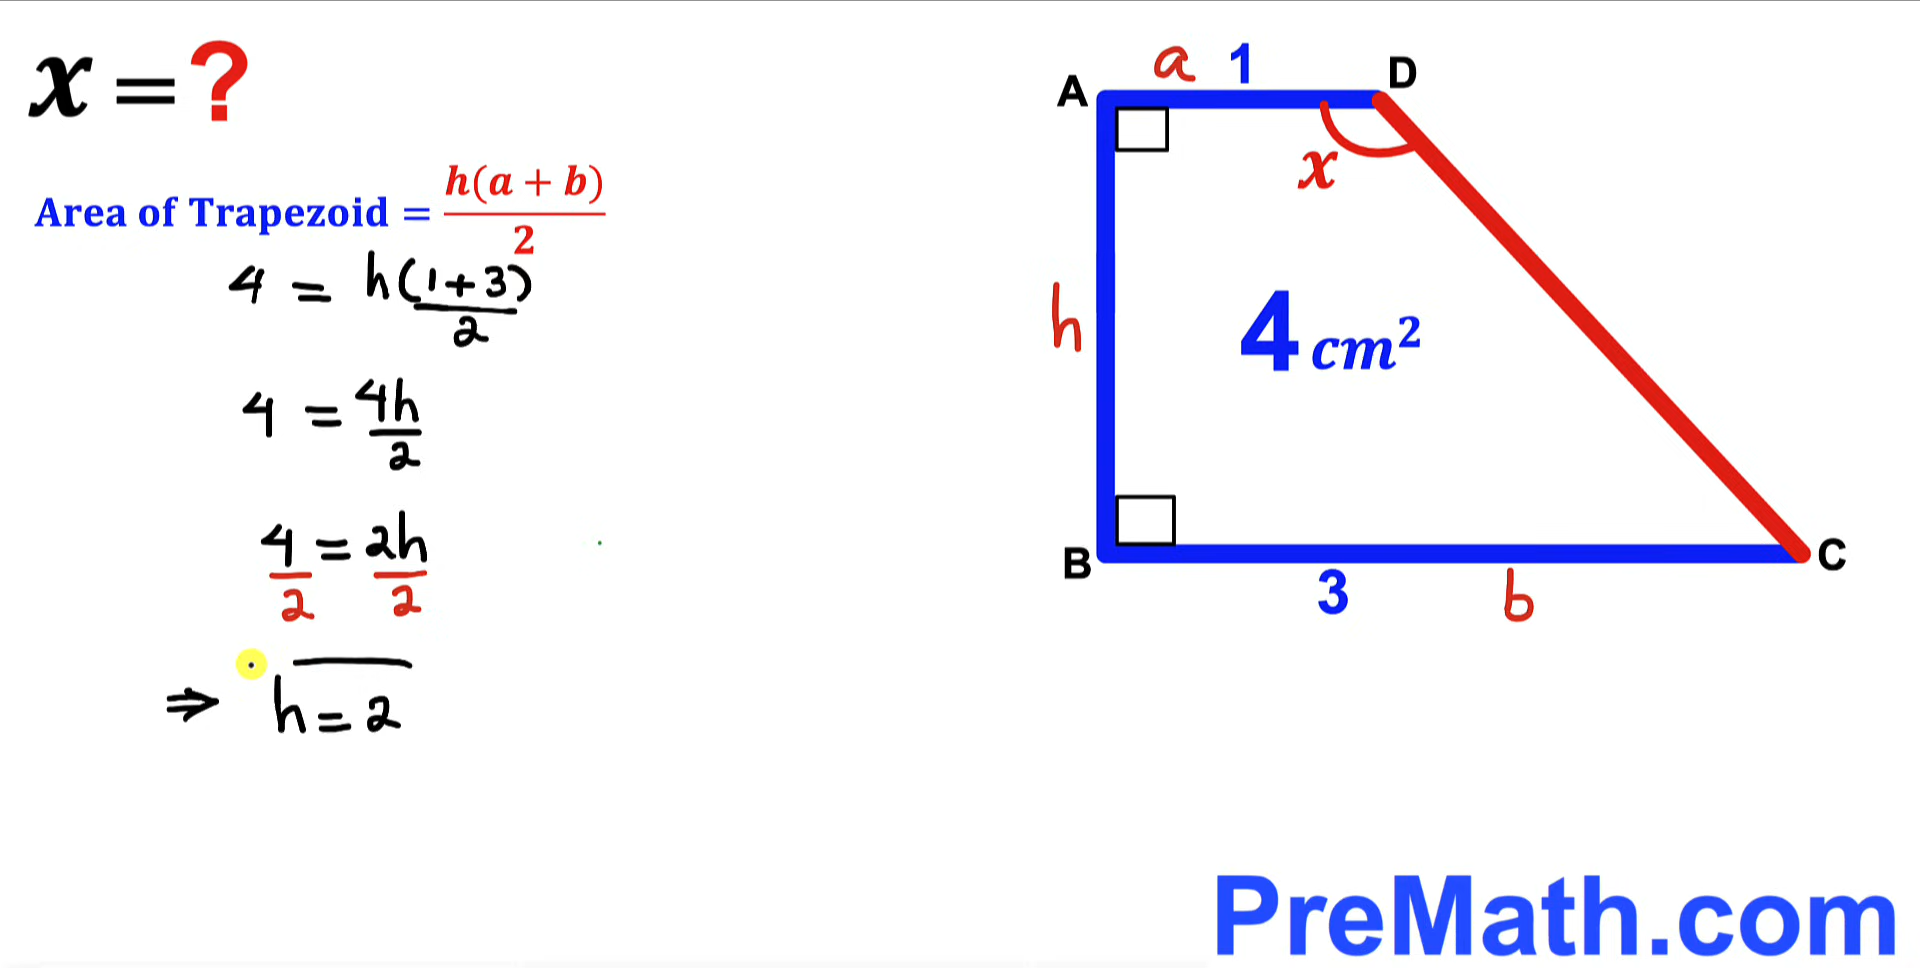 x = ?
Area of Trapezoid = h(a + b)
2
4 = h(1+3)
2
4 = 4h
2
4 = 2h
2 2
⇒ h = 2
a 1
A D
x
h
4 cm²
B C
3 b
PreMath.com